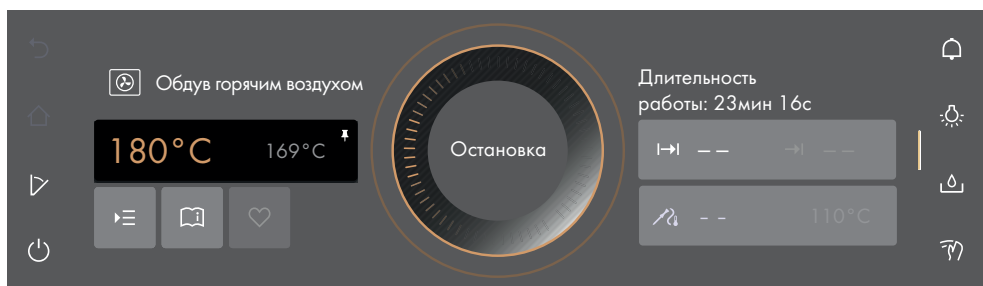 Обдув горячим воздухом
180°C 169°C
Остановка
Длительность
работы: 23мин 16с
-- --
-- 110°C